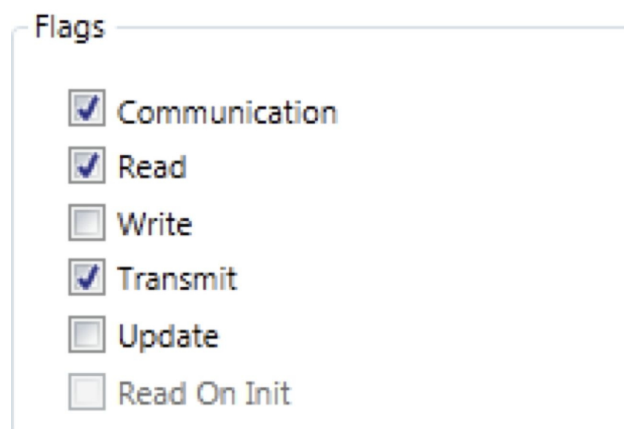 Flags
Communication
Read
Write
Transmit
Update
Read On Init